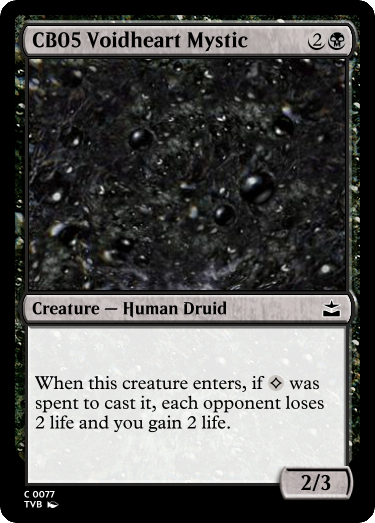 CB05 Voidheart Mystic 2
Creature — Human Druid
When this creature enters, if was
spent to cast it, each opponent loses
2 life and you gain 2 life.
2/3
C 0077
TVB